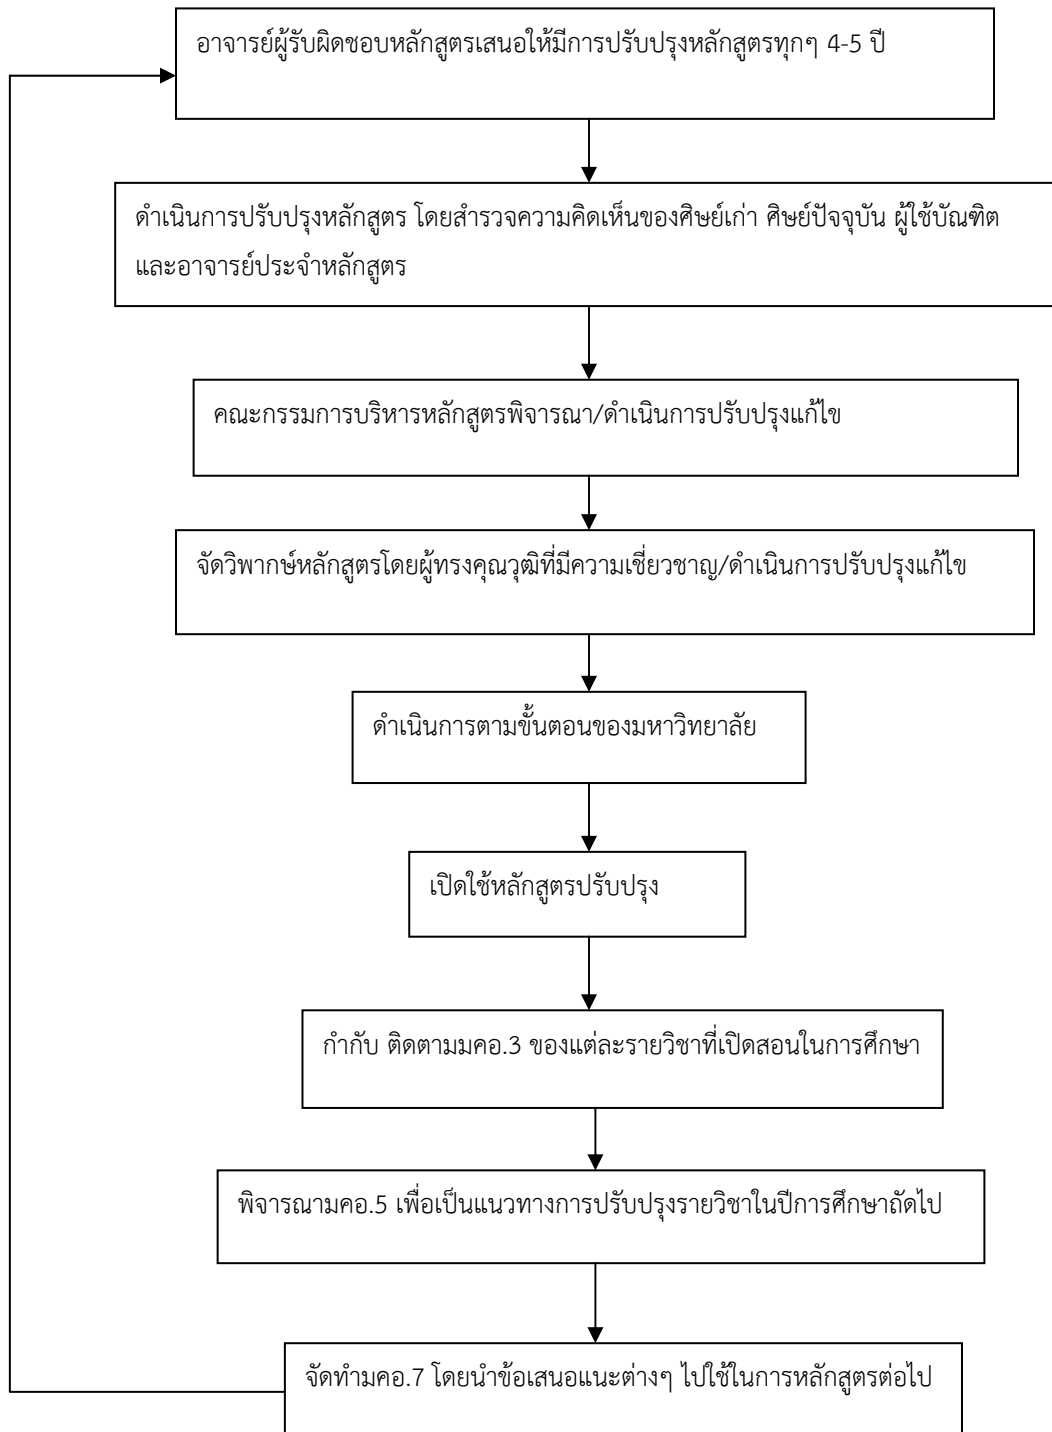 อาจารย์ผู้รับผิดชอบหลักสูตรเสนอให้มีการปรับปรุงหลักสูตรทุกๆ 4-5 ปี
ดำเนินการปรับปรุงหลักสูตร โดยสำรวจความคิดเห็นของศิษย์เก่า ศิษย์ปัจจุบัน ผู้ใช้บัณฑิต
และอาจารย์ประจำหลักสูตร
คณะกรรมการบริหารหลักสูตรพิจารณา/ดำเนินการปรับปรุงแก้ไข
จัดวิพากษ์หลักสูตรโดยผู้ทรงคุณวุฒิที่มีความเชี่ยวชาญ/ดำเนินการปรับปรุงแก้ไข
ดำเนินการตามขั้นตอนของมหาวิทยาลัย
เปิดใช้หลักสูตรปรับปรุง
กำกับ ติดตามมคอ.3 ของแต่ละรายวิชาที่เปิดสอนในการศึกษา
พิจารณามคอ.5 เพื่อเป็นแนวทางการปรับปรุงรายวิชาในปีการศึกษาถัดไป
จัดทำมคอ.7 โดยนำข้อเสนอแนะต่างๆ ไปใช้ในการหลักสูตรต่อไป